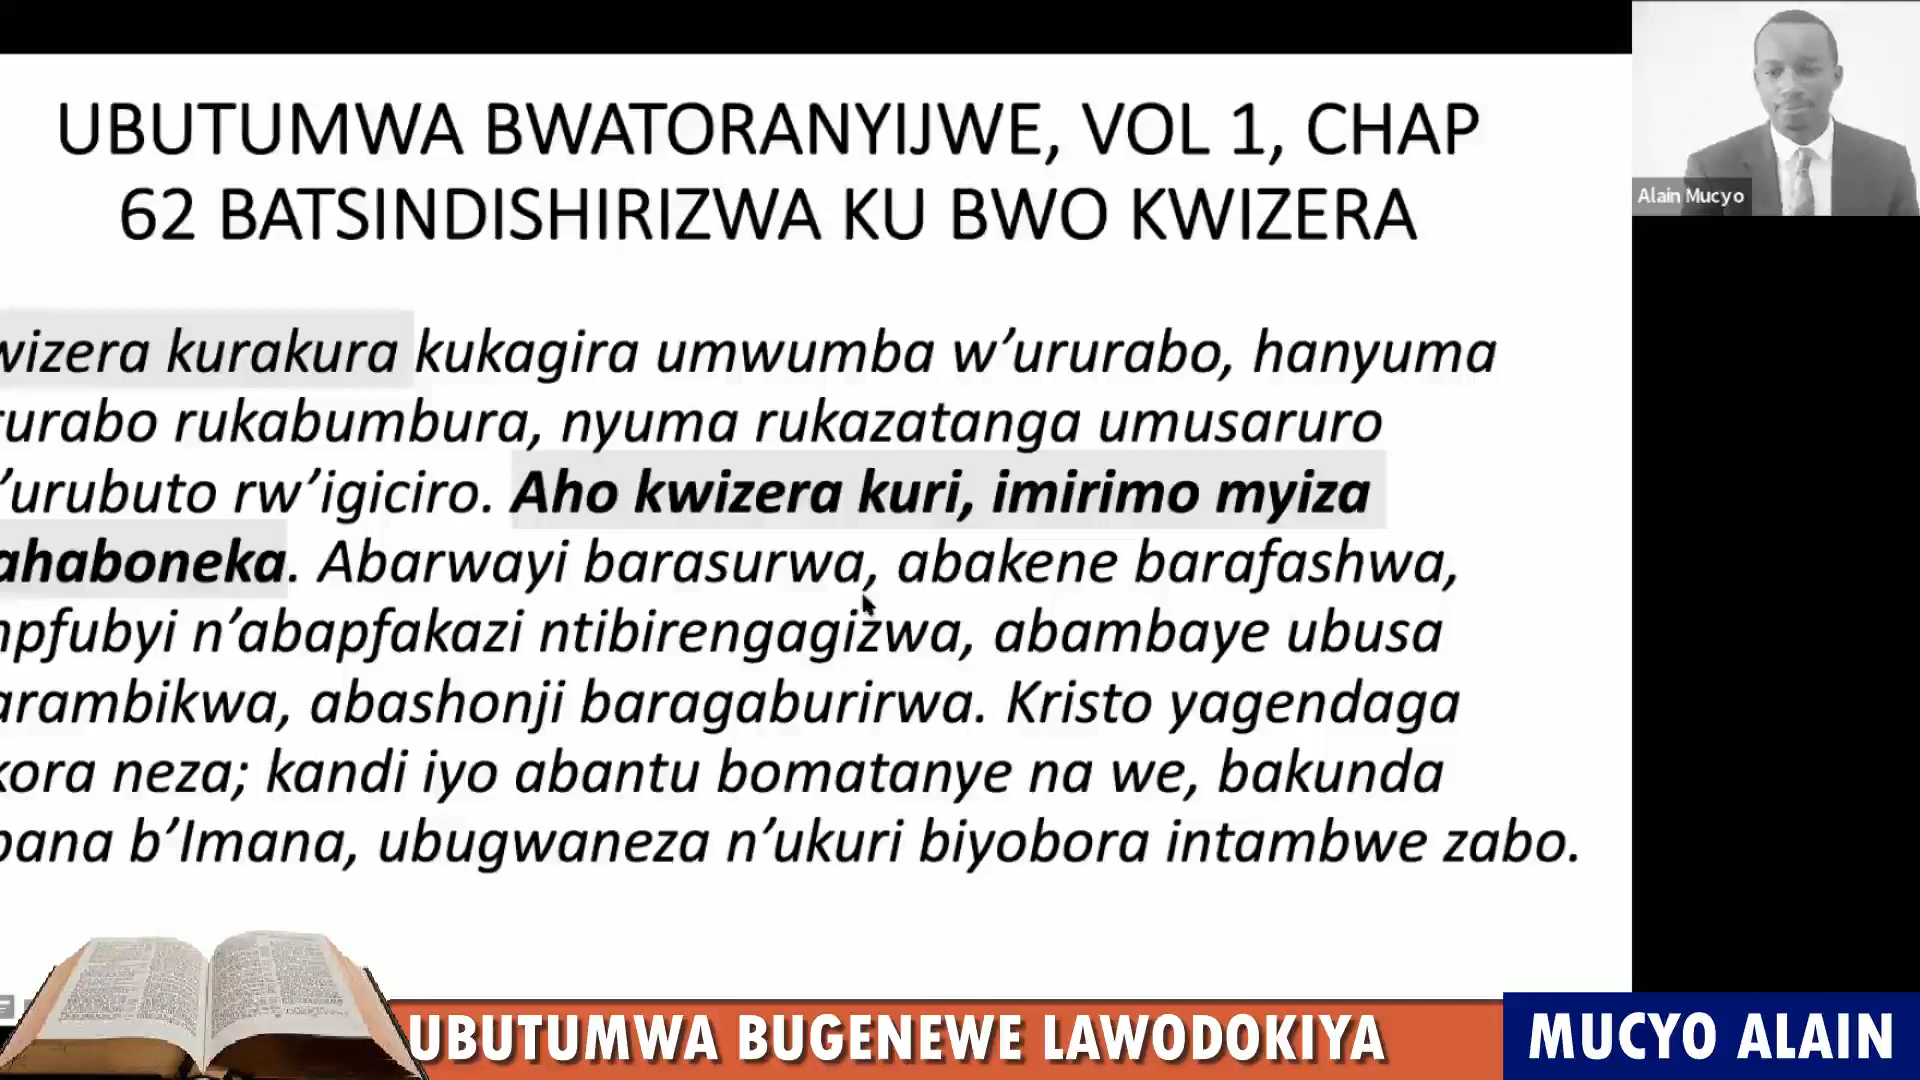 UBUTUMWA BWATORANYIJWE, VOL 1, CHAP
62 BATSINDISHIRIZWA KU BWO KWIZERA
wizera kurakura kukagira umwumba w’ururabo, hanyuma
rurabo rukabumbura, nyuma rukazatanga umusaruro
’urubuto rw’igiciro. Aho kwizera kuri, imirimo myiza
ahaboneka. Abarwayi barasurwa, abakene barafashwa,
mpfubyi n’abapfakazi ntibirengagizwa, abambaye ubusa
arambikwa, abashonji baragaburirwa. Kristo yagendaga
kora neza; kandi iyo abantu bomatanye na we, bakunda
bana b’Imana, ubugwaneza n’ukuri biyobora intambwe zabo.
Alain Mucyo
UBUTUMWA BUGENEWE LAWODOKIYA
MUCYO ALAIN